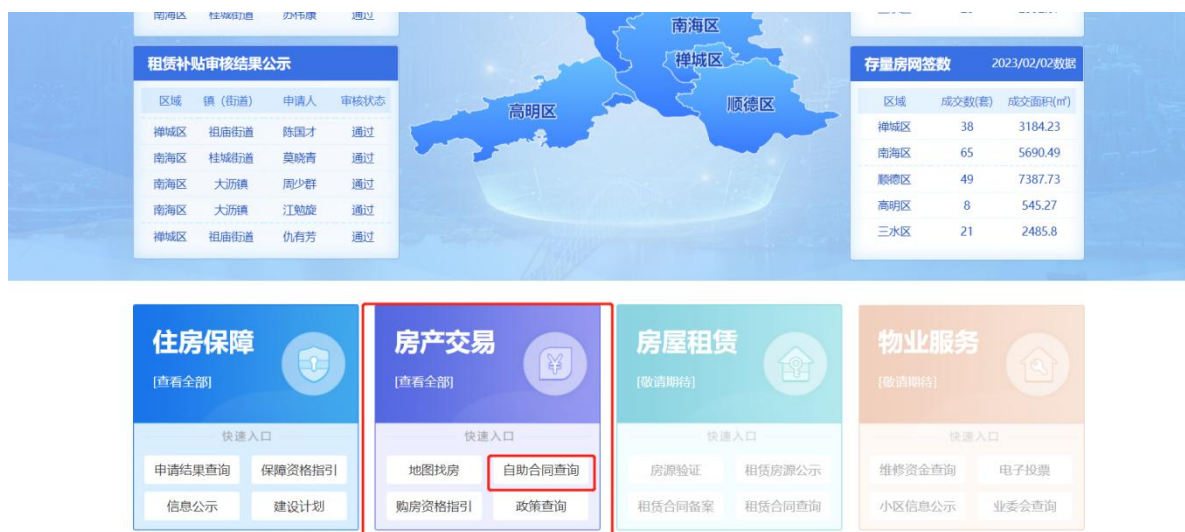 南海区 桂城街道 苏伟康 通过
租赁补贴审核结果公示
区域 镇（街道） 申请人 审核状态
禅城区 祖庙街道 陈国才 通过
南海区 桂城街道 莫晓青 通过
南海区 大沥镇 周少群 通过
南海区 大沥镇 江勉旋 通过
禅城区 祖庙街道 仇有芳 通过
南海区
禅城区
高明区
顺德区
存量房网签数 2023/02/02数据
区域 成交数(套) 成交面积(㎡)
禅城区 38 3184.23
南海区 65 5690.49
顺德区 49 7387.73
高明区 8 545.27
三水区 21 2485.8
住房保障
[查看全部]
快速入口
申请结果查询 保障资格指引
信息公示 建设计划
房产交易
[查看全部]
快速入口
地图找房 自助合同查询
购房资格指引 政策查询
房屋租赁
[敬请期待]
快速入口
房源验证 租赁房源公示
租赁合同备案 租赁合同查询
物业服务
[敬请期待]
快速入口
维修资金查询 电子投票
小区信息公示 业委会查询